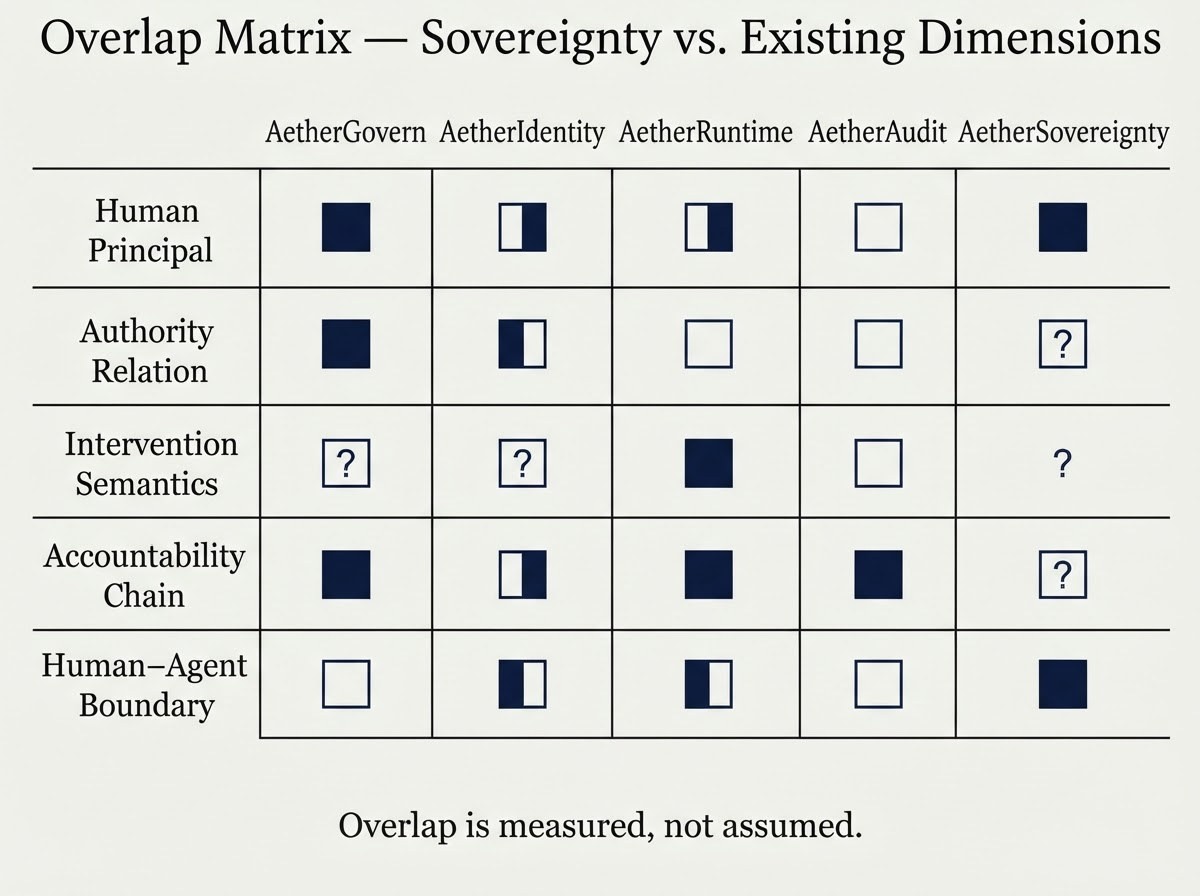 Overlap Matrix — Sovereignty vs. Existing Dimensions
AetherGovern AetherIdentity AetherRuntime AetherAudit AetherSovereignty
Human
Principal
Authority
Relation
?
Intervention
Semantics
? ? ?
Accountability
Chain
?
Human–Agent
Boundary
Overlap is measured, not assumed.